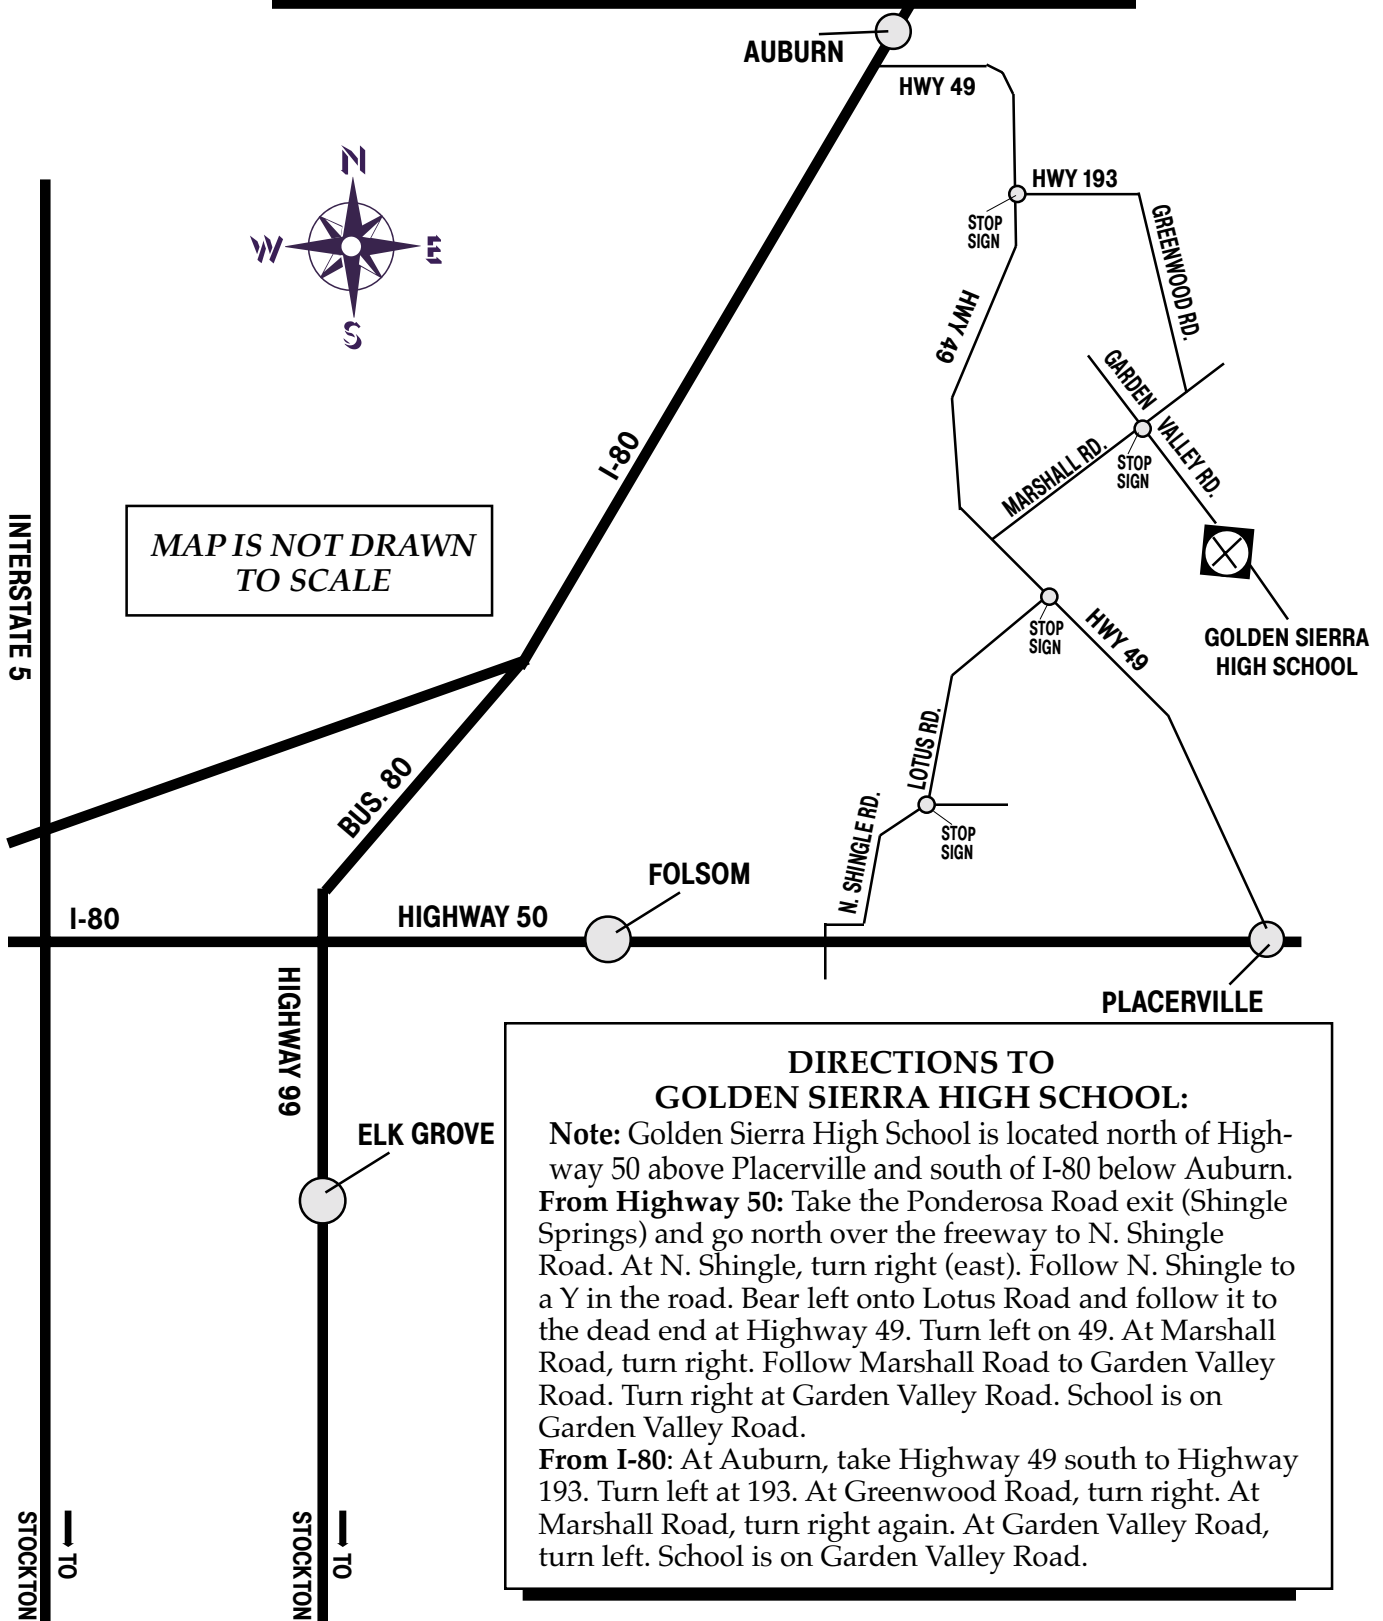 AUBURN
HWY 49
N
W
E
S
HWY 193
STOP
SIGN
GREENWOOD RD.
HWY 49
GARDEN
VALLEY RD.
MARSHALL RD.
STOP
SIGN
I-80
INTERSTATE 5
MAP IS NOT DRAWN
TO SCALE
STOP
SIGN
HWY 49
GOLDEN SIERRA
HIGH SCHOOL
LOTUS RD.
BUS. 80
N. SHINGLE RD.
STOP
SIGN
FOLSOM
I-80
HIGHWAY 50
HIGHWAY 99
PLACERVILLE
ELK GROVE
DIRECTIONS TO
GOLDEN SIERRA HIGH SCHOOL:
Note: Golden Sierra High School is located north of High-
way 50 above Placerville and south of I-80 below Auburn.
From Highway 50: Take the Ponderosa Road exit (Shingle
Springs) and go north over the freeway to N. Shingle
Road. At N. Shingle, turn right (east). Follow N. Shingle to
a Y in the road. Bear left onto Lotus Road and follow it to
the dead end at Highway 49. Turn left on 49. At Marshall
Road, turn right. Follow Marshall Road to Garden Valley
Road. Turn right at Garden Valley Road. School is on
Garden Valley Road.
From I-80: At Auburn, take Highway 49 south to Highway
193. Turn left at 193. At Greenwood Road, turn right. At
Marshall Road, turn right again. At Garden Valley Road,
turn left. School is on Garden Valley Road.
TO
STOCKTON
TO
STOCKTON